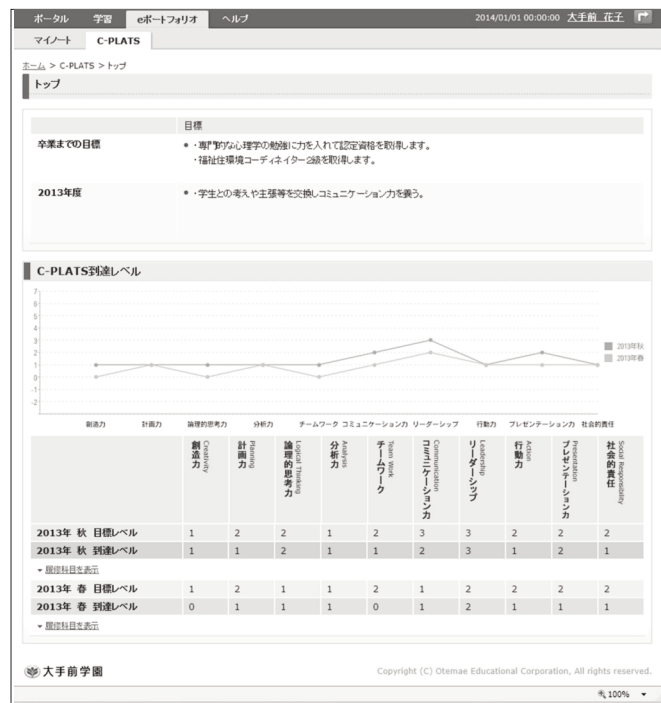 ポータル 学習 eポートフォリオ ヘルプ 2014/01/01 00:00:00 大手前 花子
マイノート C-PLATS
ホーム > C-PLATS > トップ
トップ
目標
卒業までの目標 ● ・専門的な心理学の勉強に力を入れて認定資格を取得します。
・福祉住環境コーディネイター2級を取得します。
2013年度 ● ・学生との考えや主張等を交換しコミュニケーション力を養う。
C-PLATS到達レベル
7
6
5
4
3
2
1
0
-1
-2
2013年秋
2013年春
創造力 計画力 論理的思考力 分析力 チームワーク コミュニケーション力 リーダーシップ 行動力 プレゼンテーション力 社会的責任
Creativity 創造力
Planning 計画力
Logical Thinking 論理的思考力
Analysis 分析力
Team Work チームワーク
Communication コミュニケーション力
Leadership リーダーシップ
Action 行動力
Presentation プレゼンテーション力
Social Responsibility 社会的責任
2013年 秋 目標レベル 1 2 2 1 2 3 3 2 2 2
2013年 秋 到達レベル 1 1 2 1 1 2 3 1 2 1
履修科目を表示
2013年 春 目標レベル 1 2 1 1 2 1 2 2 2 2
2013年 春 到達レベル 0 1 1 1 0 1 2 1 1 1
履修科目を表示
大手前学園 Copyright (C) Otemae Educational Corporation, All rights reserved.
100%